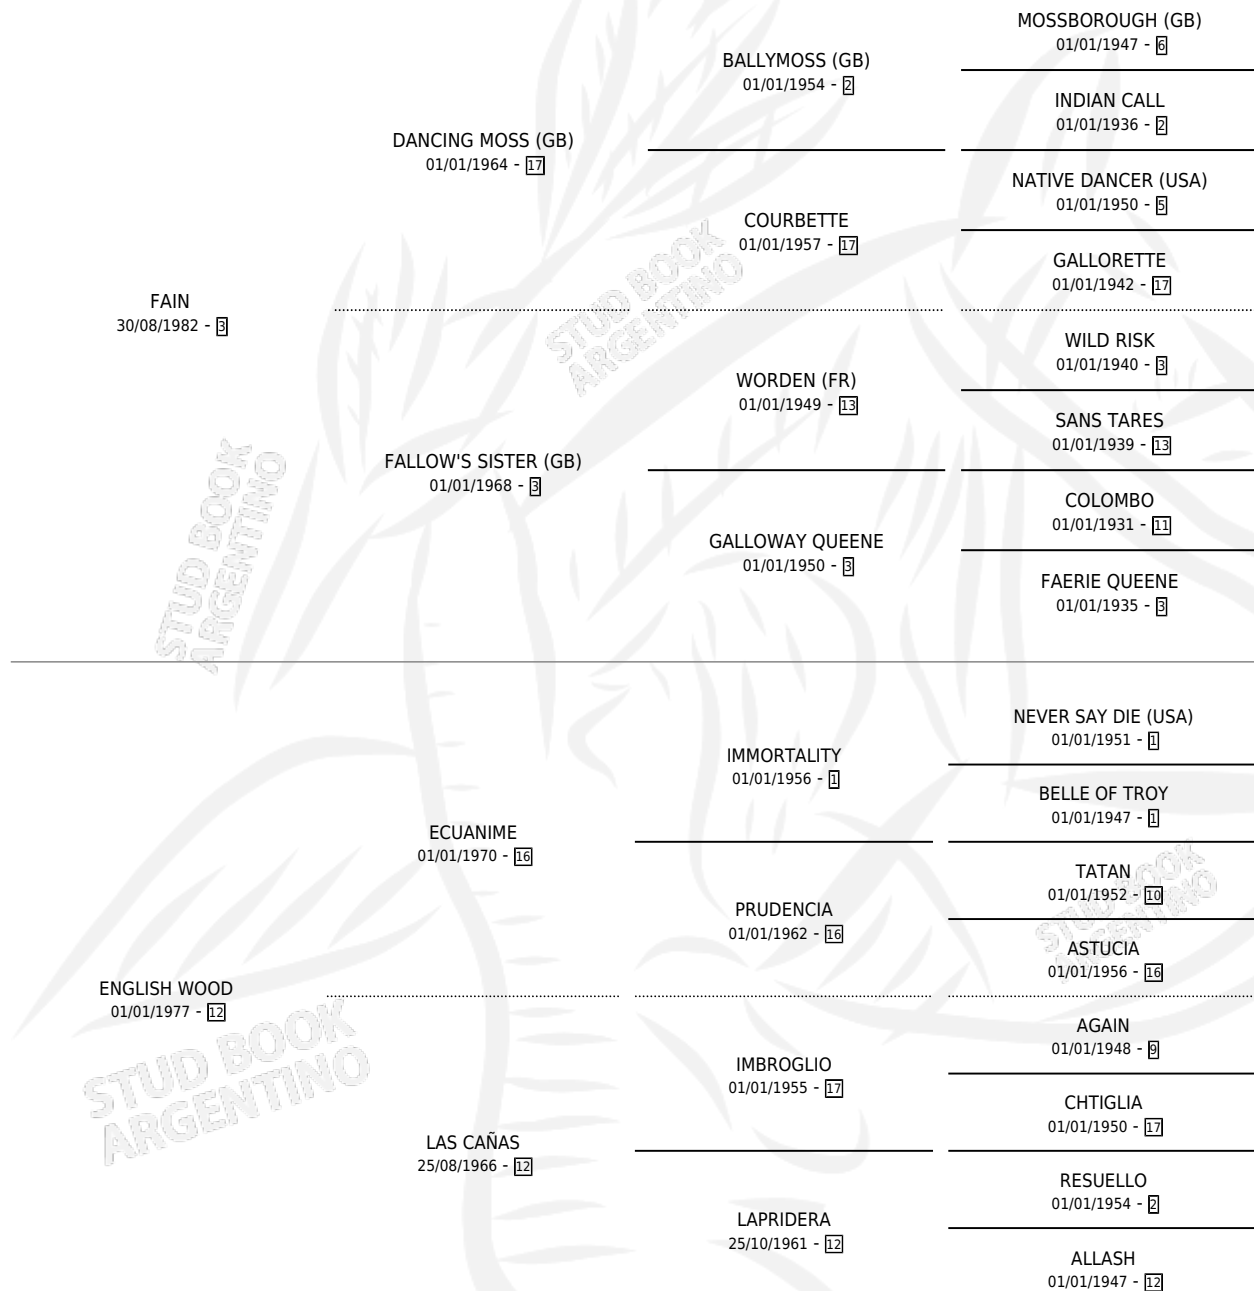 MOSSBOROUGH (GB)
01/01/1947 - 6
BALLYMOSS (GB)
01/01/1954 - 2
INDIAN CALL
01/01/1936 - 2
DANCING MOSS (GB)
01/01/1964 - 17
NATIVE DANCER (USA)
01/01/1950 - 5
COURBETTE
01/01/1957 - 17
GALLORETTE
01/01/1942 - 17
FAIN
30/08/1982 - 3
WILD RISK
01/01/1940 - 3
WORDEN (FR)
01/01/1949 - 13
SANS TARES
01/01/1939 - 13
FALLOW'S SISTER (GB)
01/01/1968 - 3
COLOMBO
01/01/1931 - 11
GALLOWAY QUEENE
01/01/1950 - 3
FAERIE QUEENE
01/01/1935 - 3
NEVER SAY DIE (USA)
01/01/1951 - 1
IMMORTALITY
01/01/1956 - 1
BELLE OF TROY
01/01/1947 - 1
ECUANIME
01/01/1970 - 16
TATAN
01/01/1952 - 10
PRUDENCIA
01/01/1962 - 16
ASTUCIA
01/01/1956 - 16
ENGLISH WOOD
01/01/1977 - 12
AGAIN
01/01/1948 - 9
IMBROGLIO
01/01/1955 - 17
CHTIGLIA
01/01/1950 - 17
LAS CAÑAS
25/08/1966 - 12
RESUELLO
01/01/1954 - 2
LAPRIDERA
25/10/1961 - 12
ALLASH
01/01/1947 - 12
STUD BOOK
ARGENTINO
STUD BOOK
ARGENTINO
STUD BOOK
ARGENTINO
STUD BOOK
ARGENTINO